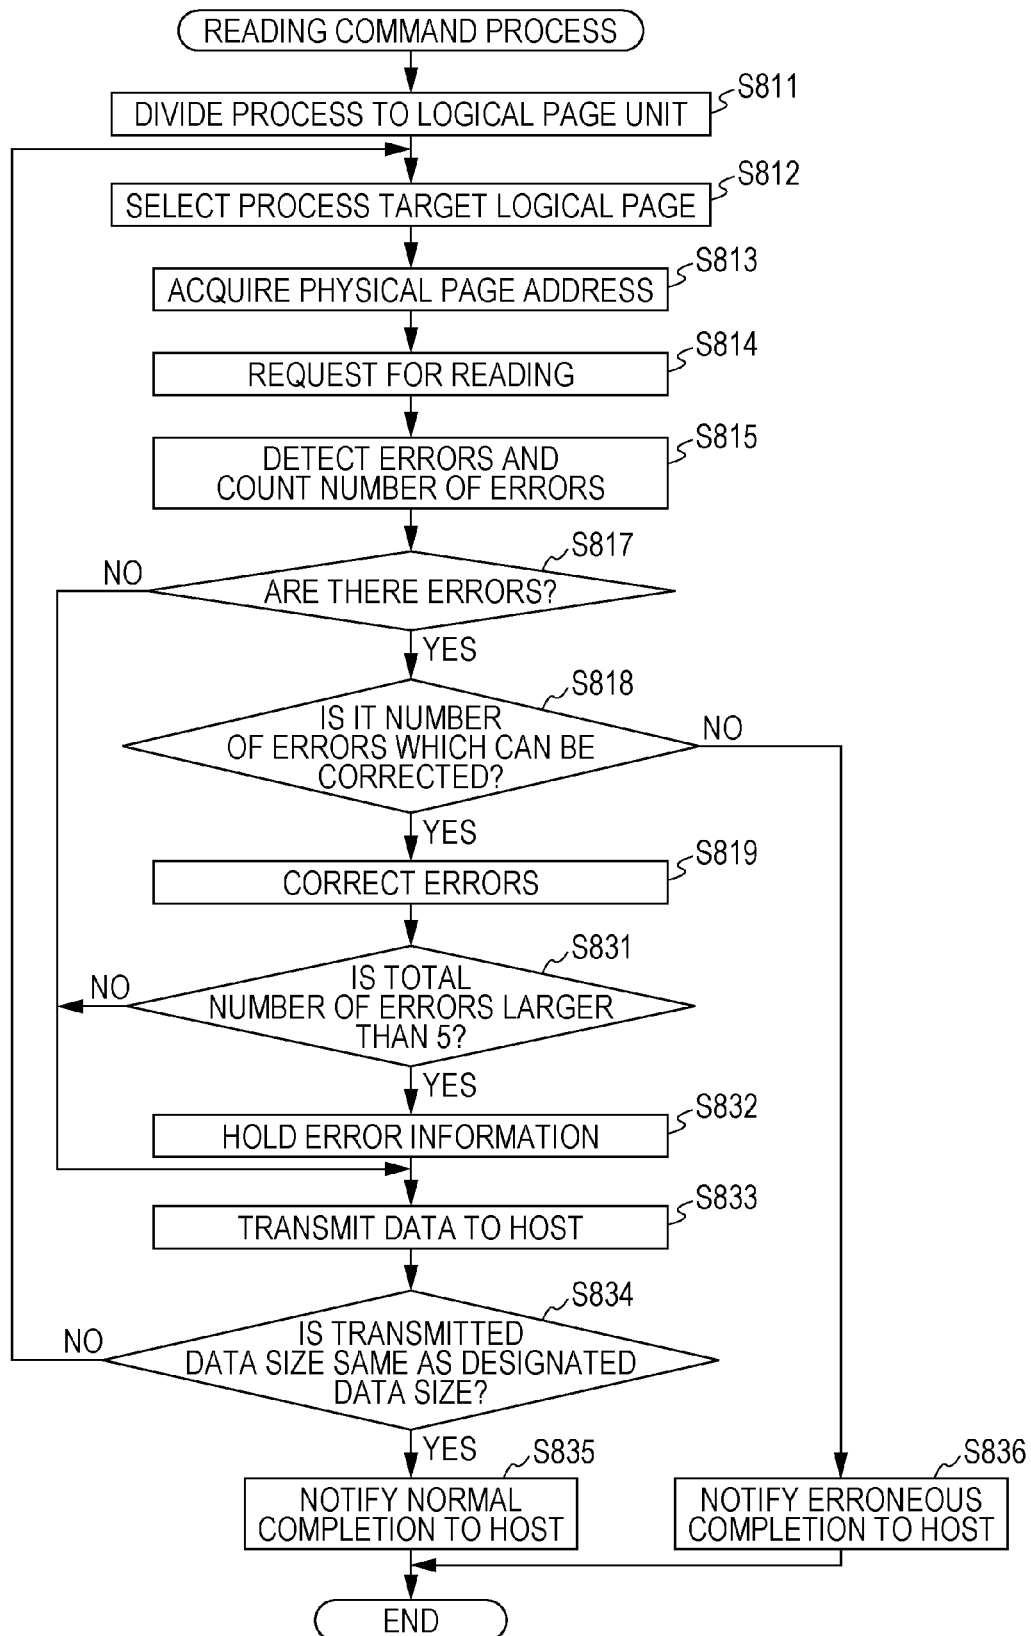 READING COMMAND PROCESS
S811
DIVIDE PROCESS TO LOGICAL PAGE UNIT
S812
SELECT PROCESS TARGET LOGICAL PAGE
S813
ACQUIRE PHYSICAL PAGE ADDRESS
S814
REQUEST FOR READING
S815
DETECT ERRORS AND
COUNT NUMBER OF ERRORS
S817
NO
ARE THERE ERRORS?
YES
S818
IS IT NUMBER
OF ERRORS WHICH CAN BE
CORRECTED?
NO
YES
S819
CORRECT ERRORS
S831
NO
IS TOTAL
NUMBER OF ERRORS LARGER
THAN 5?
YES
S832
HOLD ERROR INFORMATION
S833
TRANSMIT DATA TO HOST
S834
NO
IS TRANSMITTED
DATA SIZE SAME AS DESIGNATED
DATA SIZE?
YES
S835
NOTIFY NORMAL
COMPLETION TO HOST
S836
NOTIFY ERRONEOUS
COMPLETION TO HOST
END